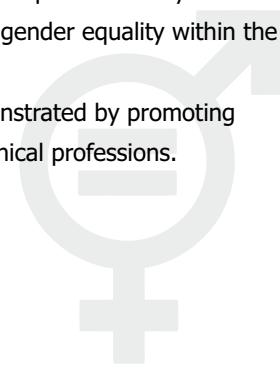 gender equality within the
nstrated by promoting
nical professions.